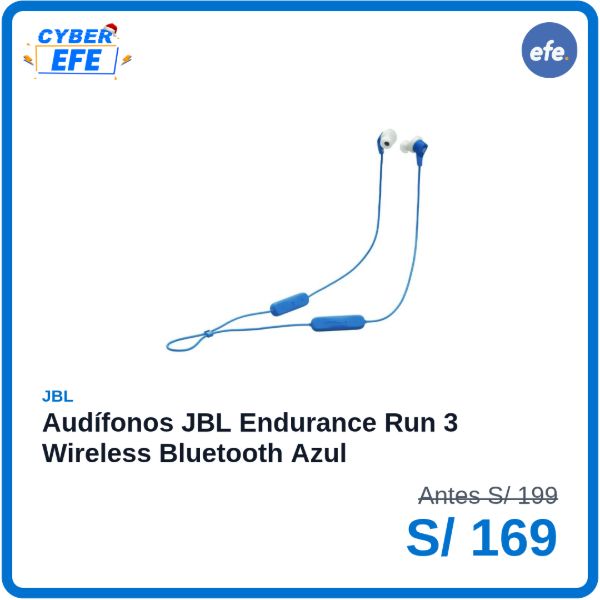 CYBER
EFE
efe.
JBL
Audífonos JBL Endurance Run 3
Wireless Bluetooth Azul
Antes S/ 199
S/ 169